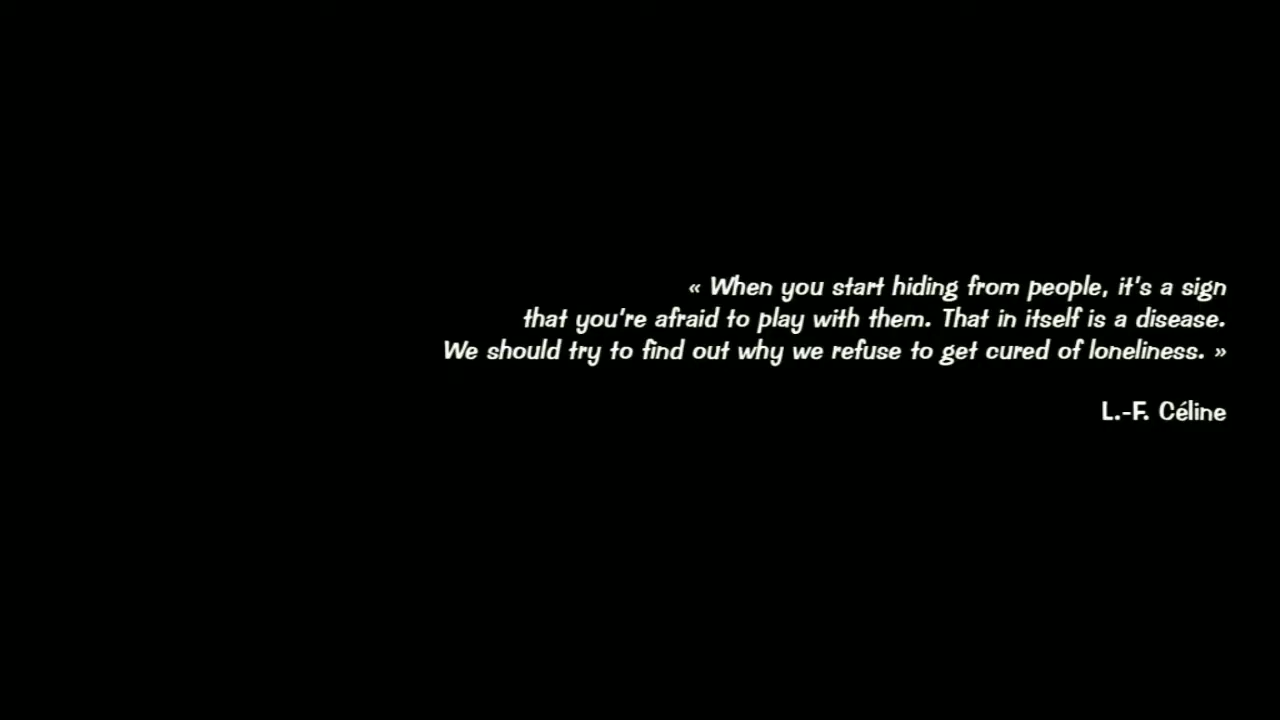 « When you start hiding from people, it's a sign
that you're afraid to play with them. That in itself is a disease.
We should try to find out why we refuse to get cured of loneliness. »
L.-F. Céline